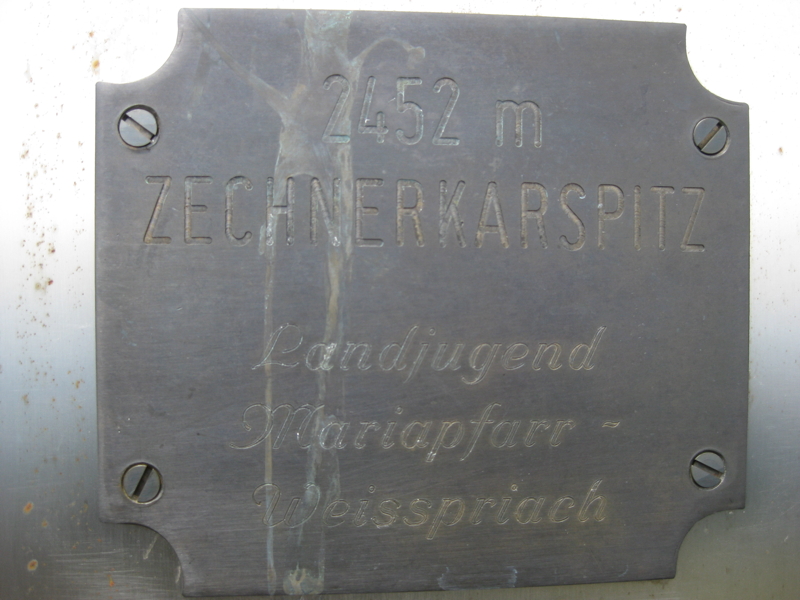 2452 m
ZECHNERKARSPITZ
Landjugend
Mariapfarr -
Weisspriach